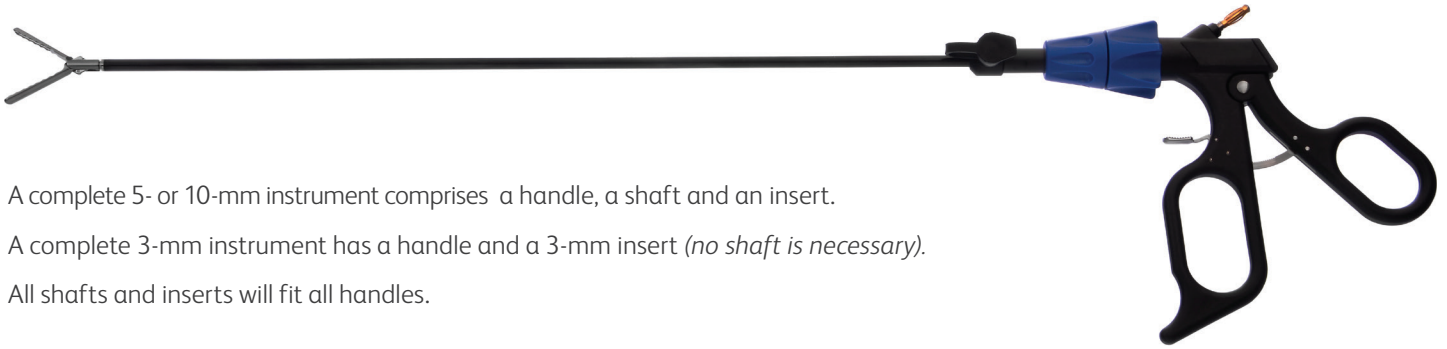 A complete 5- or 10-mm instrument comprises  a handle, a shaft and an insert.
A complete 3-mm instrument has a handle and a 3-mm insert (no shaft is necessary).
All shafts and inserts will fit all handles.